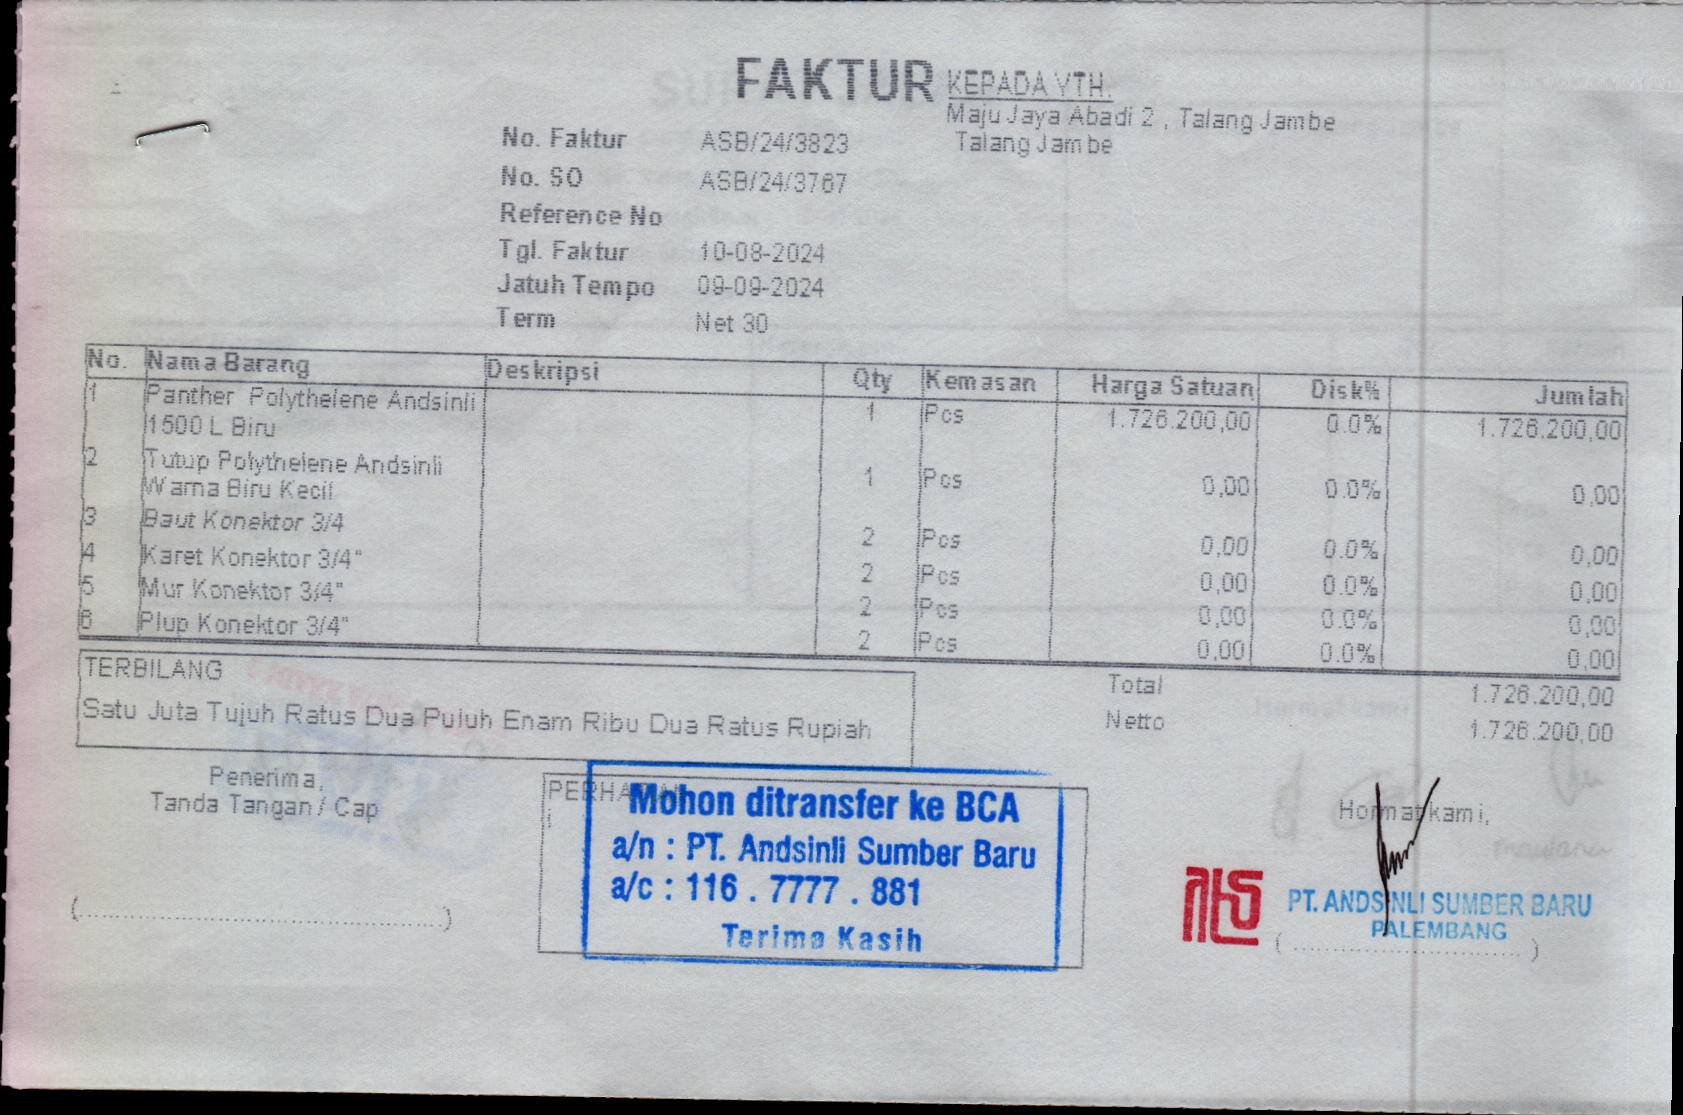 FAKTUR
KEPADA YTH.
Maju Jaya Abadi 2 , Talang Jambe
Talang Jambe
No. Faktur ASB/24/3823
No. SO ASB/24/3767
Reference No
Tgl. Faktur 10-08-2024
Jatuh Tempo 09-09-2024
Term Net 30
No. Nama Barang Deskripsi Qty Kemasan Harga Satuan Disk% Jumlah
1 Panther Polythelene Andsinli 1 Pcs 1.726.200,00 0.0% 1.726.200,00
1500 L Biru
2 Tutup Polythelene Andsinli 1 Pcs 0,00 0.0% 0,00
Warna Biru Kecil
3 Baut Konektor 3/4 2 Pcs 0,00 0.0% 0,00
4 Karet Konektor 3/4" 2 Pcs 0,00 0.0% 0,00
5 Mur Konektor 3/4" 2 Pcs 0,00 0.0% 0,00
6 Plup Konektor 3/4" 2 Pcs 0,00 0.0% 0,00
TERBILANG
Satu Juta Tujuh Ratus Dua Puluh Enam Ribu Dua Ratus Rupiah
Total 1.726.200,00
Netto 1.726.200,00
Penerima,
Tanda Tangan / Cap
Mohon ditransfer ke BCA
a/n : PT. Andsinli Sumber Baru
a/c : 116 . 7777 . 881
Terima Kasih
Hormat kami,
PT. ANDSINLI SUMBER BARU
PALEMBANG